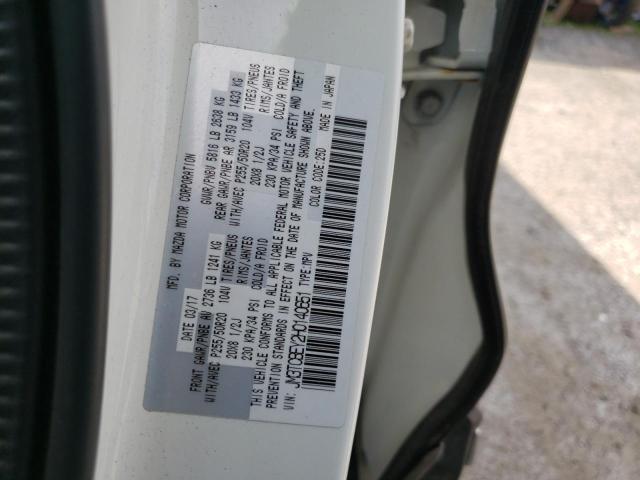 MFD. BY MAZDA MOTOR CORPORATION
DATE 03/17 GVWR/PNBV 5816 LB 2638 KG
FRONT GAWR/PNBE AV 2736 LB 1241 KG REAR GAWR/PNBE AR 3159 LB 1433 KG
WITH/AVEC P255/50R20 104V TIRES/PNEUS WITH/AVEC P255/50R20 104V TIRES/PNEUS
20X8 1/2J RIMS/JANTES 20X8 1/2J RIMS/JANTES
230 KPA/34 PSI COLD/A FROID 230 KPA/34 PSI COLD/A FROID
THIS VEHICLE CONFORMS TO ALL APPLICABLE FEDERAL MOTOR VEHICLE SAFETY AND THEFT
PREVENTION STANDARDS IN EFFECT ON THE DATE OF MANUFACTURE SHOWN ABOVE.
VIN: JM3TCBEY2H0140851 TYPE:MPV COLOR CODE:25D MADE IN JAPAN